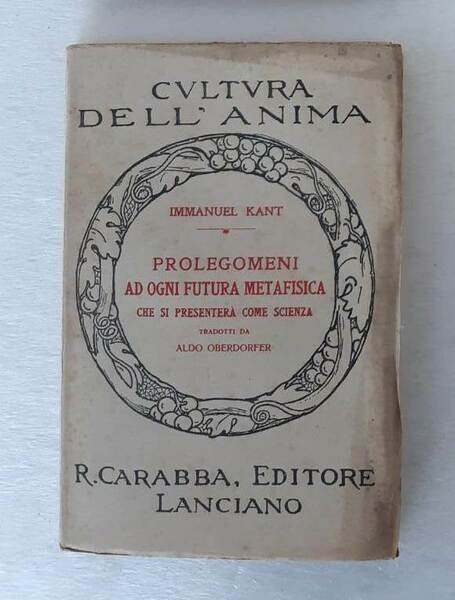 CVLTVRA
DELL' ANIMA
IMMANUEL KANT
PROLEGOMENI
AD OGNI FUTURA METAFISICA
CHE SI PRESENTERÀ COME SCIENZA
TRADOTTI DA
ALDO OBERDORFER
R. CARABBA, EDITORE
LANCIANO